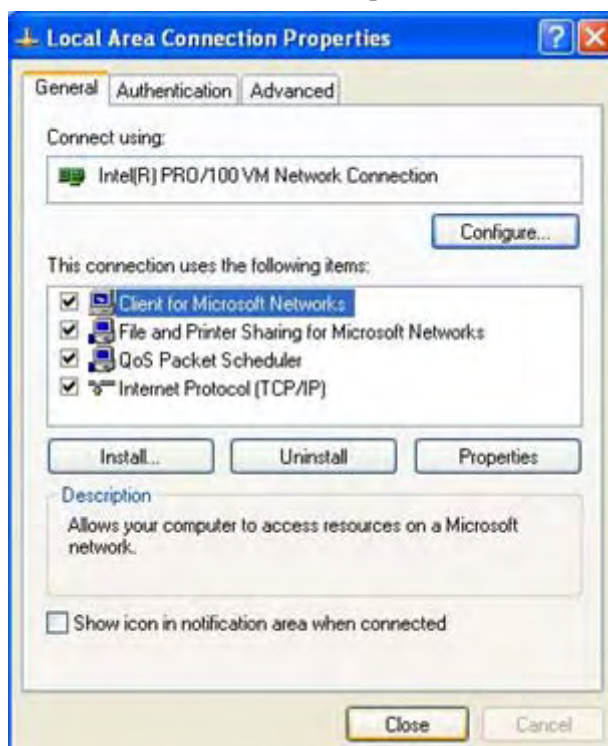 Local Area Connection Properties
General Authentication Advanced
Connect using:
Intel(R) PRO/100 VM Network Connection
Configure...
This connection uses the following items:
Client for Microsoft Networks
File and Printer Sharing for Microsoft Networks
QoS Packet Scheduler
Internet Protocol (TCP/IP)
Install... Uninstall Properties
Description
Allows your computer to access resources on a Microsoft
network.
Show icon in notification area when connected
Close Cancel